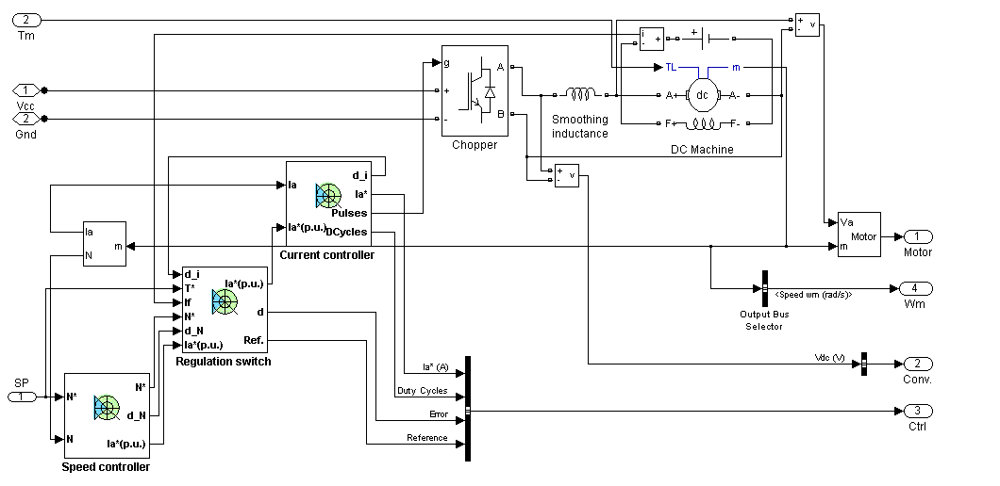 2
Tm
1
Vcc
2
Gnd
g
+
-
A
B
Chopper
Smoothing
inductance
i
+
-
+
TL
m
A+
dc
A-
F+
F-
DC Machine
+
-
v
+
-
v
Ia
d_i
Ia*
Pulses
Ia*(p.u.)
DCycles
Current controller
Ia
N
m
d_i
T*
If
N*
d_N
Ia*(p.u.)
Ia*(p.u.)
d
Ref.
Regulation switch
SP
1
N*
N
N*
d_N
Ia*(p.u.)
Speed controller
Va
m
Motor
1
Motor
Output Bus
Selector
<Speed wm (rad/s)>
4
Wm
Vdc (V)
2
Conv.
Ia* (A)
Duty Cycles
Error
Reference
3
Ctrl